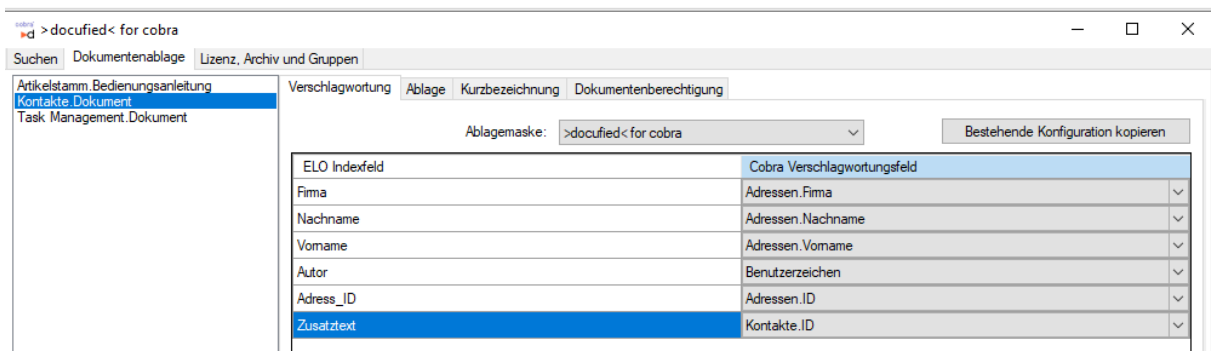 cobra >docufied< for cobra
Suchen Dokumentenablage Lizenz, Archiv und Gruppen
Artikelstamm.Bedienungsanleitung
Kontakte.Dokument
Task Management.Dokument
Verschlagwortung Ablage Kurzbezeichnung Dokumentenberechtigung
Ablagemaske: >docufied< for cobra Bestehende Konfiguration kopieren
ELO Indexfeld Cobra Verschlagwortungsfeld
Firma Adressen.Firma
Nachname Adressen.Nachname
Vorname Adressen.Vorname
Autor Benutzerzeichen
Adress_ID Adressen.ID
Zusatztext Kontakte.ID